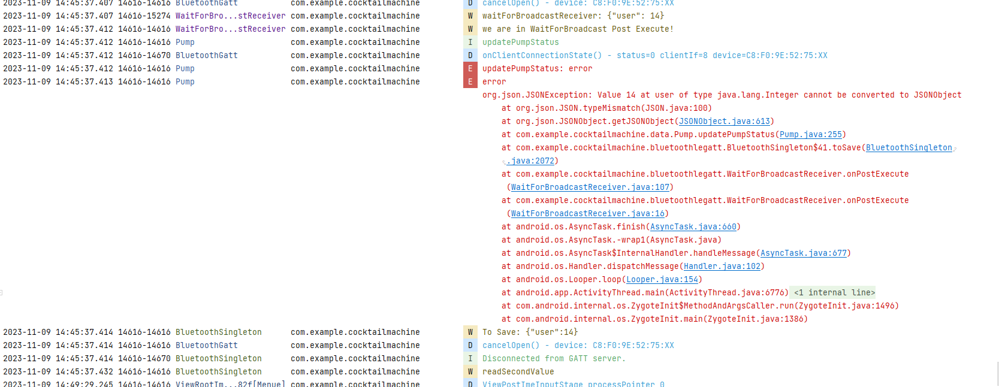 2023-11-09 14:45:37.407 14616-14616 BluetoothGatt com.example.cocktailmachine D cancelOpen() - device: C8:F0:9E:52:75:XX
2023-11-09 14:45:37.407 14616-15274 WaitForBro...stReceiver com.example.cocktailmachine W waitForBroadcastReceiver: {"user": 14}
2023-11-09 14:45:37.412 14616-14616 WaitForBro...stReceiver com.example.cocktailmachine W we are in WaitForBroadcast Post Execute!
2023-11-09 14:45:37.412 14616-14616 Pump com.example.cocktailmachine I updatePumpStatus
2023-11-09 14:45:37.412 14616-14670 BluetoothGatt com.example.cocktailmachine D onClientConnectionState() - status=0 clientIf=8 device=C8:F0:9E:52:75:XX
2023-11-09 14:45:37.412 14616-14616 Pump com.example.cocktailmachine E updatePumpStatus: error
2023-11-09 14:45:37.413 14616-14616 Pump com.example.cocktailmachine E error
org.json.JSONException: Value 14 at user of type java.lang.Integer cannot be converted to JSONObject
at org.json.JSON.typeMismatch(JSON.java:100)
at org.json.JSONObject.getJSONObject(JSONObject.java:613)
at com.example.cocktailmachine.data.Pump.updatePumpStatus(Pump.java:255)
at com.example.cocktailmachine.bluetoothlegatt.BluetoothSingleton$41.toSave(BluetoothSingleton
.java:2072)
at com.example.cocktailmachine.bluetoothlegatt.WaitForBroadcastReceiver.onPostExecute
(WaitForBroadcastReceiver.java:107)
at com.example.cocktailmachine.bluetoothlegatt.WaitForBroadcastReceiver.onPostExecute
(WaitForBroadcastReceiver.java:16)
at android.os.AsyncTask.finish(AsyncTask.java:660)
at android.os.AsyncTask.-wrap1(AsyncTask.java)
at android.os.AsyncTask$InternalHandler.handleMessage(AsyncTask.java:677)
at android.os.Handler.dispatchMessage(Handler.java:102)
at android.os.Looper.loop(Looper.java:154)
at android.app.ActivityThread.main(ActivityThread.java:6776) <1 internal line>
at com.android.internal.os.ZygoteInit$MethodAndArgsCaller.run(ZygoteInit.java:1496)
at com.android.internal.os.ZygoteInit.main(ZygoteInit.java:1386)
2023-11-09 14:45:37.414 14616-14616 BluetoothSingleton com.example.cocktailmachine W To Save: {"user":14}
2023-11-09 14:45:37.414 14616-14616 BluetoothGatt com.example.cocktailmachine D cancelOpen() - device: C8:F0:9E:52:75:XX
2023-11-09 14:45:37.414 14616-14670 BluetoothSingleton com.example.cocktailmachine I Disconnected from GATT server.
2023-11-09 14:45:37.432 14616-14616 BluetoothSingleton com.example.cocktailmachine W readSecondValue
2023-11-09 14:49:29.245 14616-14616 ViewRootIm...82f[Menue] com.example.cocktailmachine D ViewPostImeInputStage processPointer 0